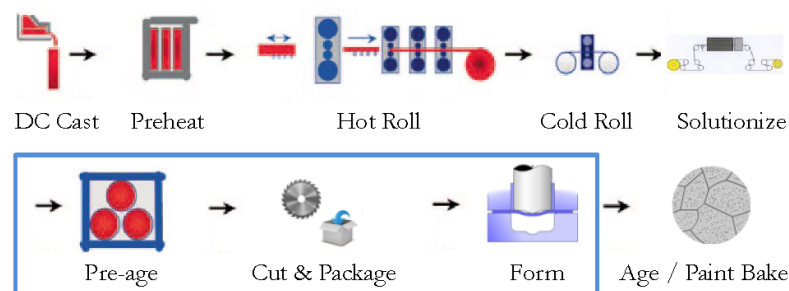 DC Cast
Preheat
Hot Roll
Cold Roll
Solutionize
Pre-age
Cut & Package
Form
Age / Paint Bake